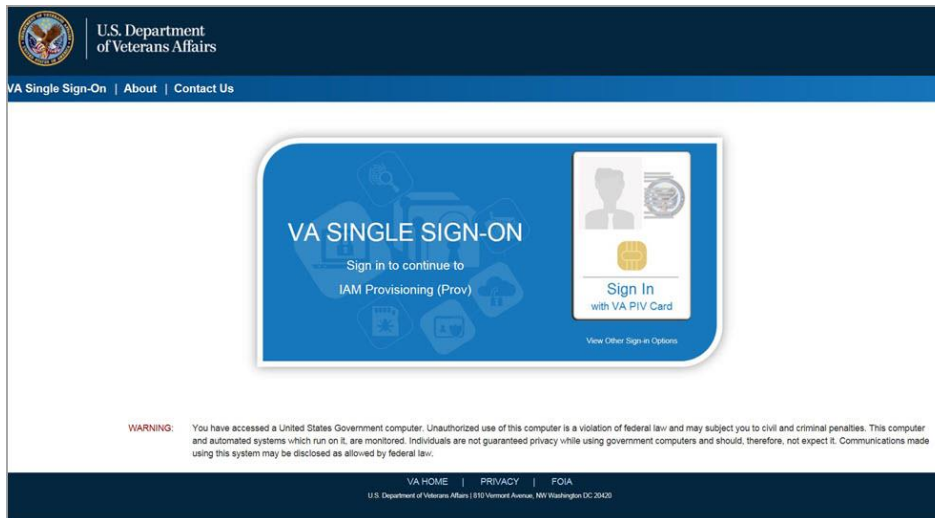 U.S. Department
of Veterans Affairs
VA Single Sign-On | About | Contact Us
VA SINGLE SIGN-ON
Sign in to continue to
IAM Provisioning (Prov)
Sign In
with VA PIV Card
View Other Sign-in Options
WARNING: You have accessed a United States Government computer. Unauthorized use of this computer is a violation of federal law and may subject you to civil and criminal penalties. This computer
and automated systems which run on it, are monitored. Individuals are not guaranteed privacy while using government computers and should, therefore, not expect it. Communications made
using this system may be disclosed as allowed by federal law.
VA HOME | PRIVACY | FOIA
U.S. Department of Veterans Affairs | 810 Vermont Avenue, NW Washington DC 20420